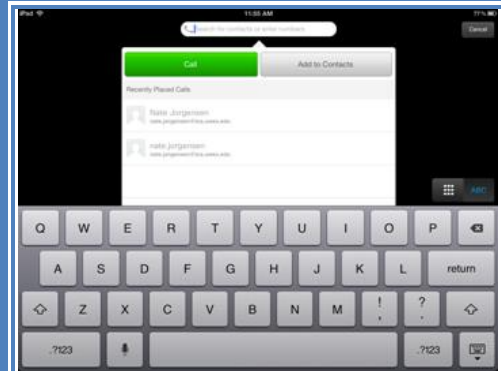 iPad 11:55 AM 77%
Search for contacts or enter numbers
Cancel
Call Add to Contacts
Recently Placed Calls
Nate Jorgensen
nate jorgensen
ABC
Q W E R T Y U I O P
A S D F G H J K L return
Z X C V B N M ! , ? .
.?123 .?123